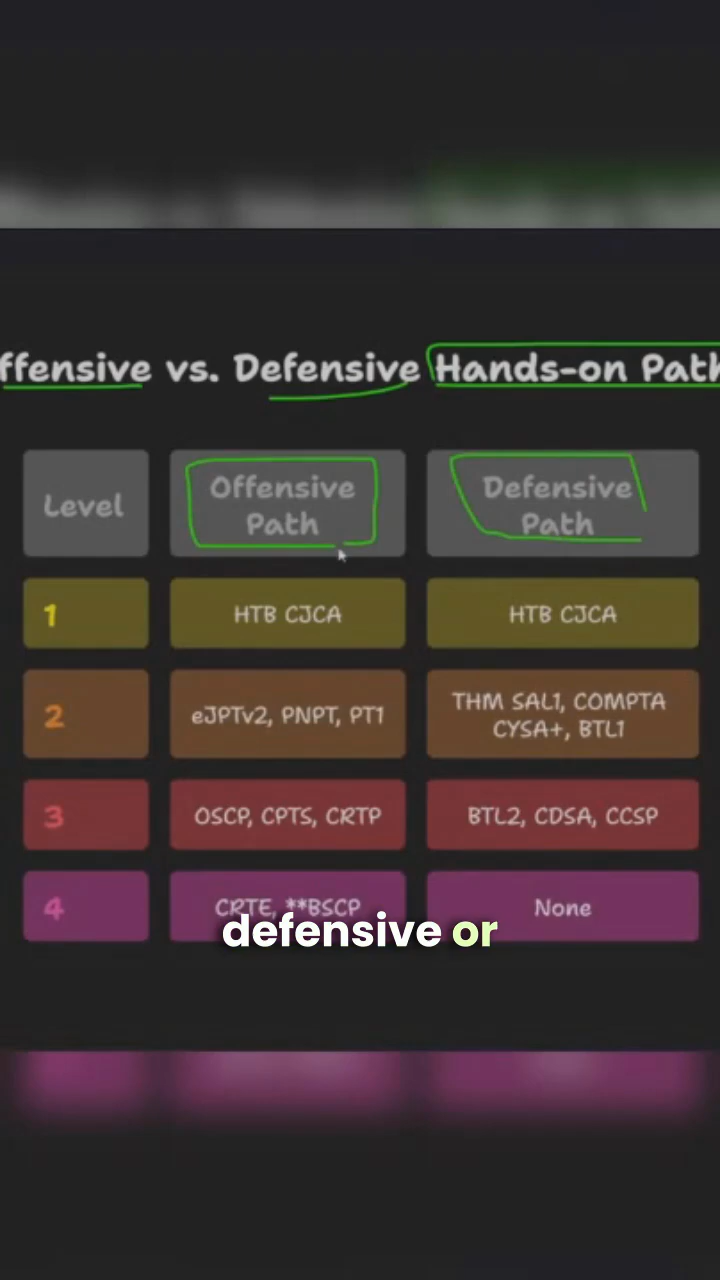 ffensive vs. Defensive Hands-on Path
Level
Offensive
Path
Defensive
Path
1
HTB CJCA
HTB CJCA
2
eJPTv2, PNPT, PT1
THM SAL1, COMPTA
CYSA+, BTL1
3
OSCP, CPTS, CRTP
BTL2, CDSA, CCSP
4
CRTE, **BSCP
None
defensive or